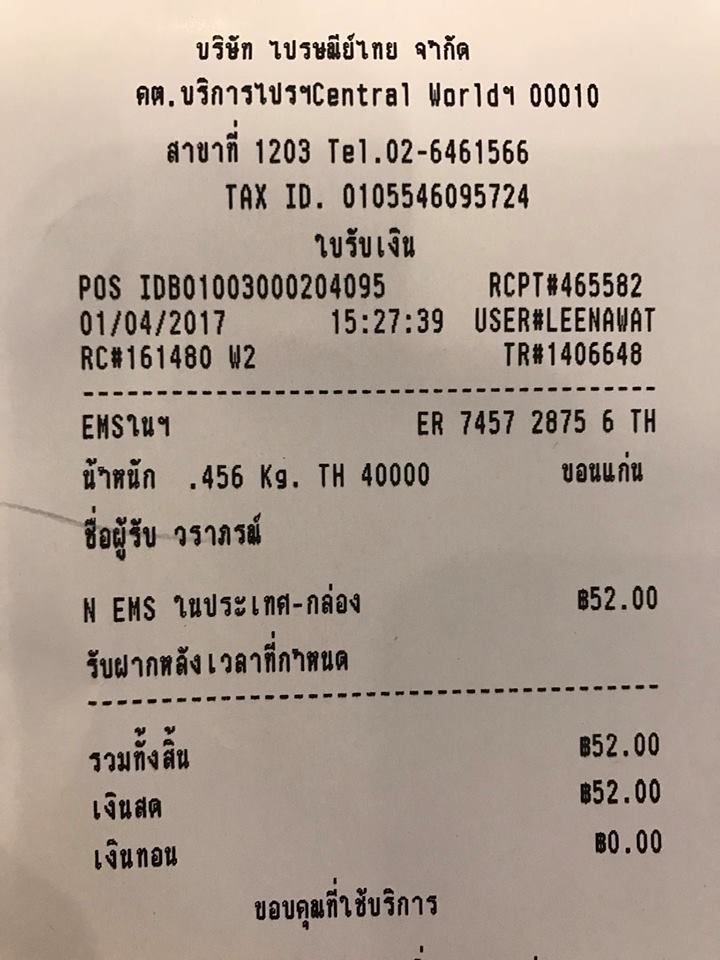 บริษัท ไปรษณีย์ไทย จำกัด
คต.บริการไปรฯCentral Worldฯ 00010
สาขาที่ 1203 Tel.02-6461566
TAX ID. 0105546095724
ใบรับเงิน
POS IDB01003000204095 RCPT#465582
01/04/2017 15:27:39 USER#LEENAWAT
RC#161480 W2 TR#1406648
EMSในฯ ER 7457 2875 6 TH
น้ำหนัก .456 Kg. TH 40000 ขอนแก่น
ชื่อผู้รับ วราภรณ์
N EMS ในประเทศ-กล่อง ฿52.00
รับฝากหลังเวลาที่กำหนด
รวมทั้งสิ้น ฿52.00
เงินสด ฿52.00
เงินทอน ฿0.00
ขอบคุณที่ใช้บริการ